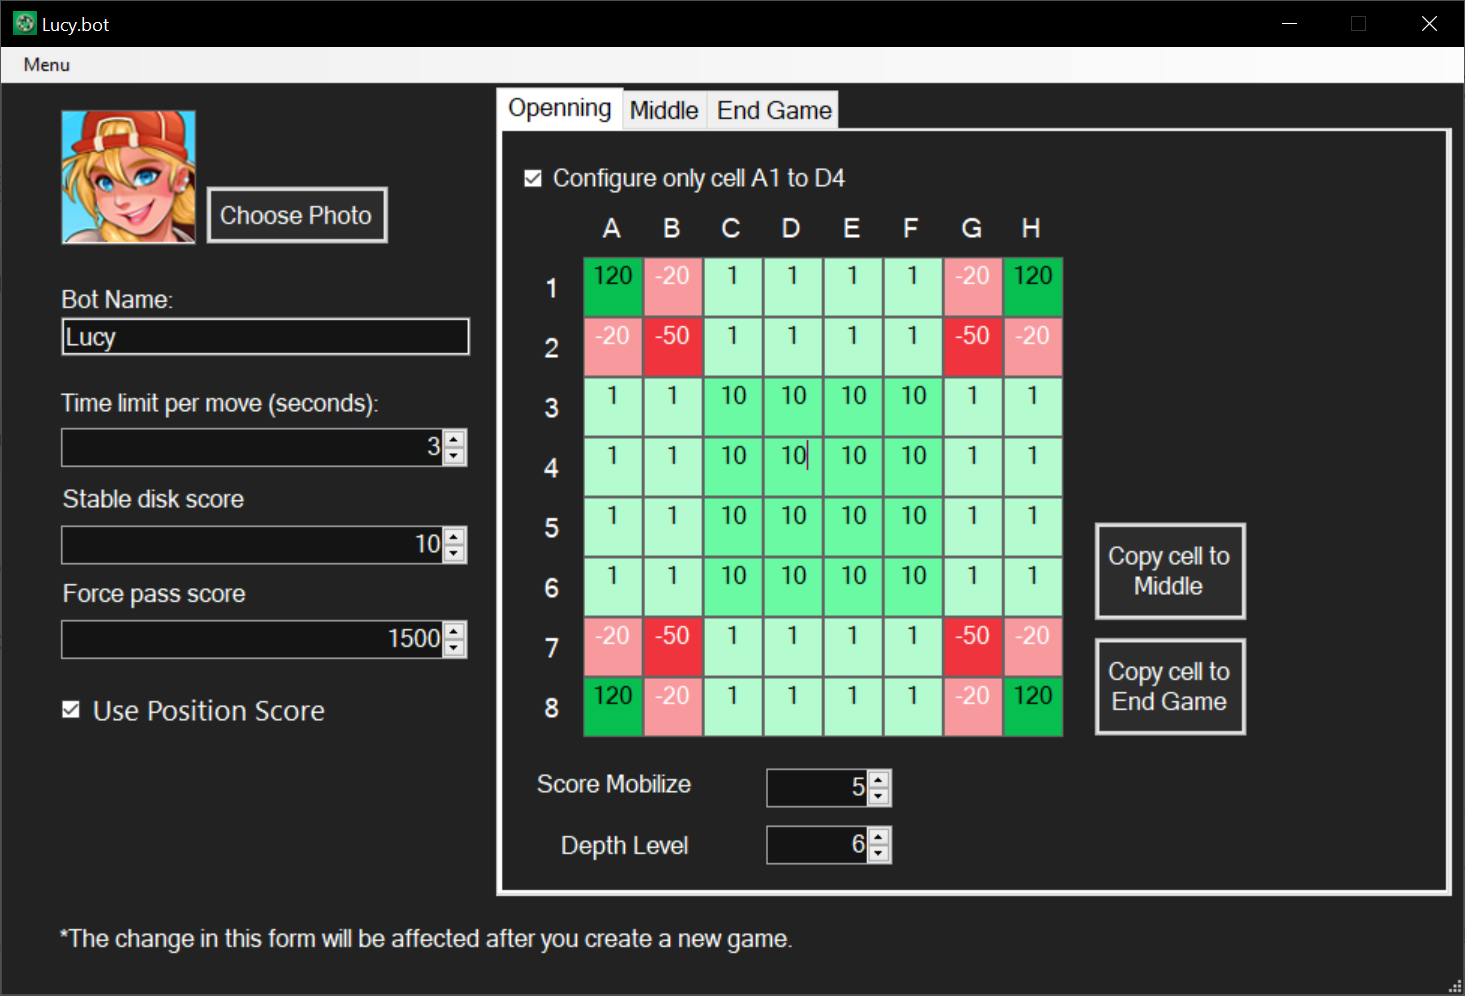 Lucy.bot
Menu
Choose Photo
Bot Name:
Lucy
Time limit per move (seconds):
3
Stable disk score
10
Force pass score
1500
Use Position Score
Openning Middle End Game
Configure only cell A1 to D4
A B C D E F G H
1 120 -20 1 1 1 1 -20 120
2 -20 -50 1 1 1 1 -50 -20
3 1 1 10 10 10 10 1 1
4 1 1 10 10 10 10 1 1
5 1 1 10 10 10 10 1 1
6 1 1 10 10 10 10 1 1
7 -20 -50 1 1 1 1 -50 -20
8 120 -20 1 1 1 1 -20 120
Copy cell to
Middle
Copy cell to
End Game
Score Mobilize 5
Depth Level 6
*The change in this form will be affected after you create a new game.